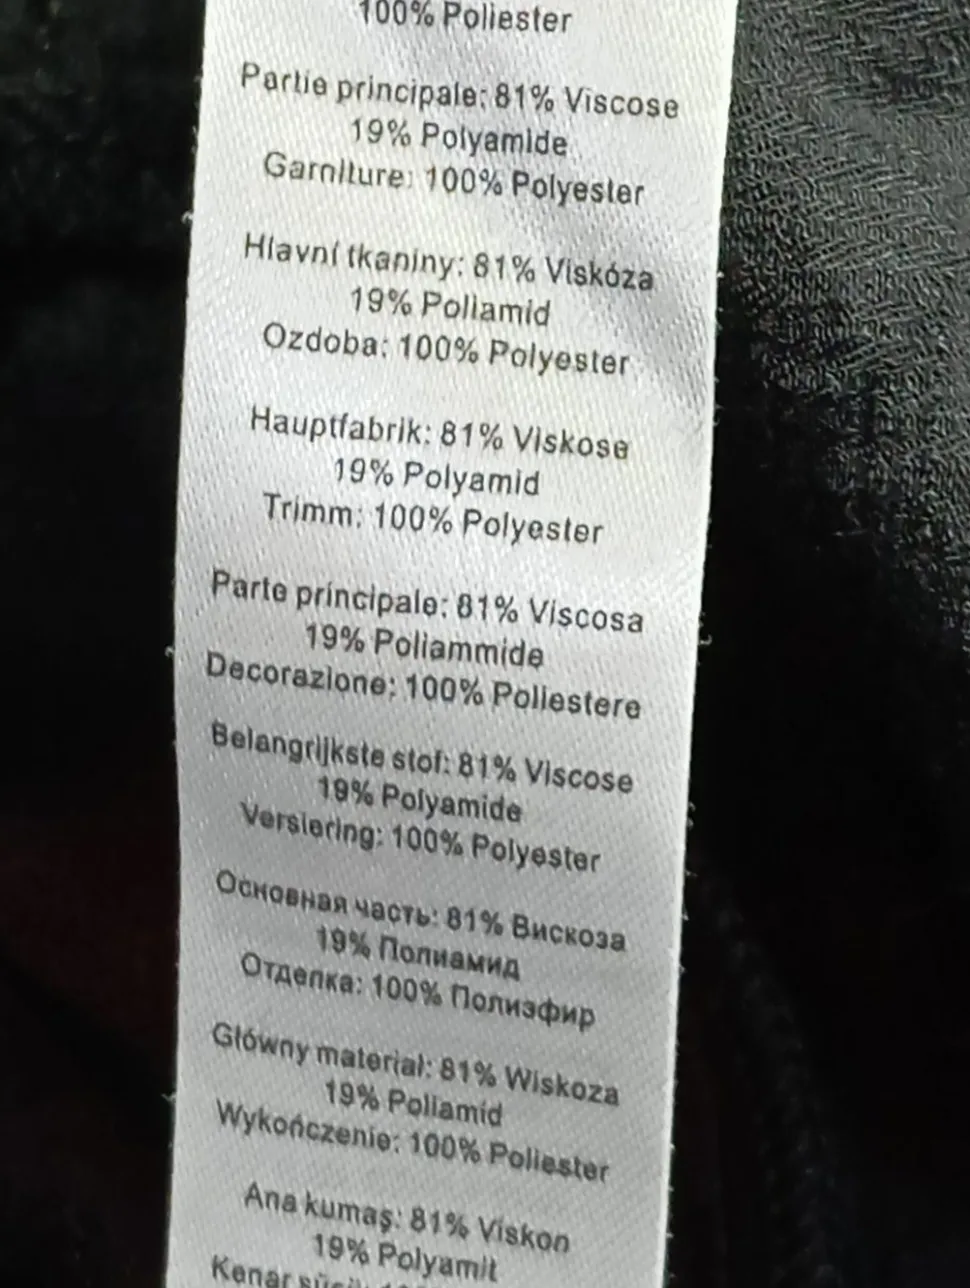 100% Poliester
Partie principale: 81% Viscose
19% Polyamide
Garniture: 100% Polyester
Hlavní tkaniny: 81% Viskóza
19% Poliamid
Ozdoba: 100% Polyester
Hauptfabrik: 81% Viskose
19% Polyamid
Trimm: 100% Polyester
Parte principale: 81% Viscosa
19% Poliammide
Decorazione: 100% Poliestere
Belangrijkste stof: 81% Viscose
19% Polyamide
Versiering: 100% Polyester
Основная часть: 81% Вискоза
19% Полиамид
Отделка: 100% Полиэфир
Główny materiał: 81% Wiskoza
19% Poliamid
Wykończenie: 100% Poliester
Ana kumaş: 81% Viskon
19% Polyamit
Kenar